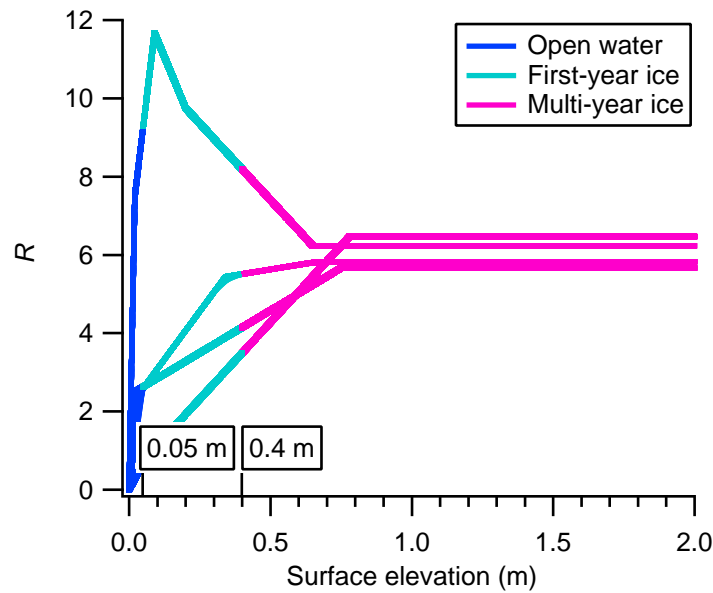 12
10
8
6
4
2
0
R
Open water
First-year ice
Multi-year ice
0.05 m
0.4 m
0.0
0.5
1.0
1.5
2.0
Surface elevation (m)